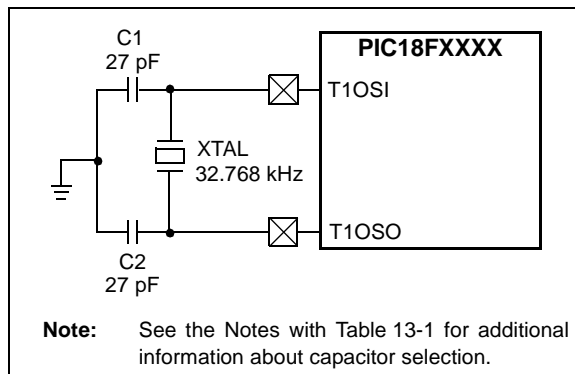 C1
27 pF
PIC18FXXXX
T1OSI
XTAL
32.768 kHz
T1OSO
C2
27 pF
Note: See the Notes with Table 13-1 for additional
information about capacitor selection.